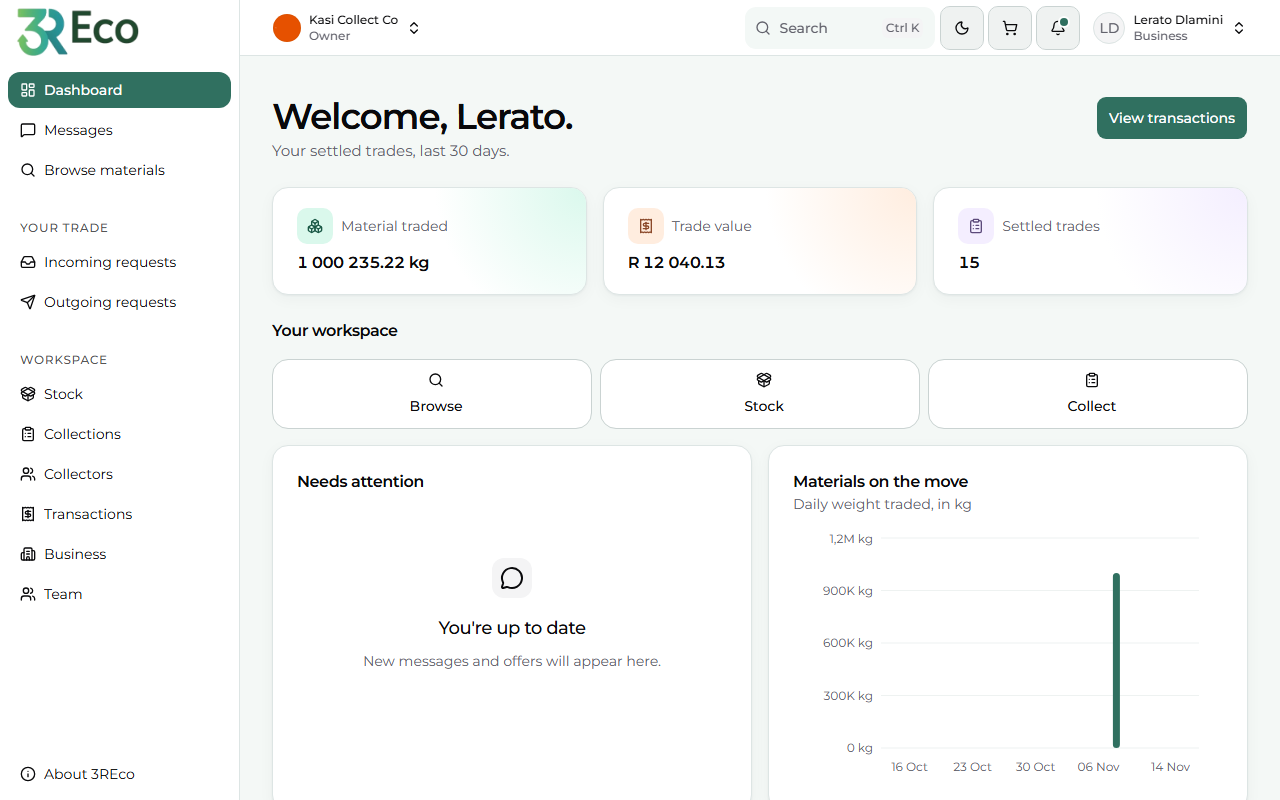 3R Eco
Dashboard
Messages
Browse materials
YOUR TRADE
Incoming requests
Outgoing requests
WORKSPACE
Stock
Collections
Collectors
Transactions
Business
Team
About 3REco
Kasi Collect Co
Owner
Search Ctrl K
LD
Lerato Dlamini
Business
Welcome, Lerato.
Your settled trades, last 30 days.
View transactions
Material traded
1 000 235.22 kg
Trade value
R 12 040.13
Settled trades
15
Your workspace
Browse
Stock
Collect
Needs attention
You're up to date
New messages and offers will appear here.
Materials on the move
Daily weight traded, in kg
1,2M kg
900K kg
600K kg
300K kg
0 kg
16 Oct 23 Oct 30 Oct 06 Nov 14 Nov